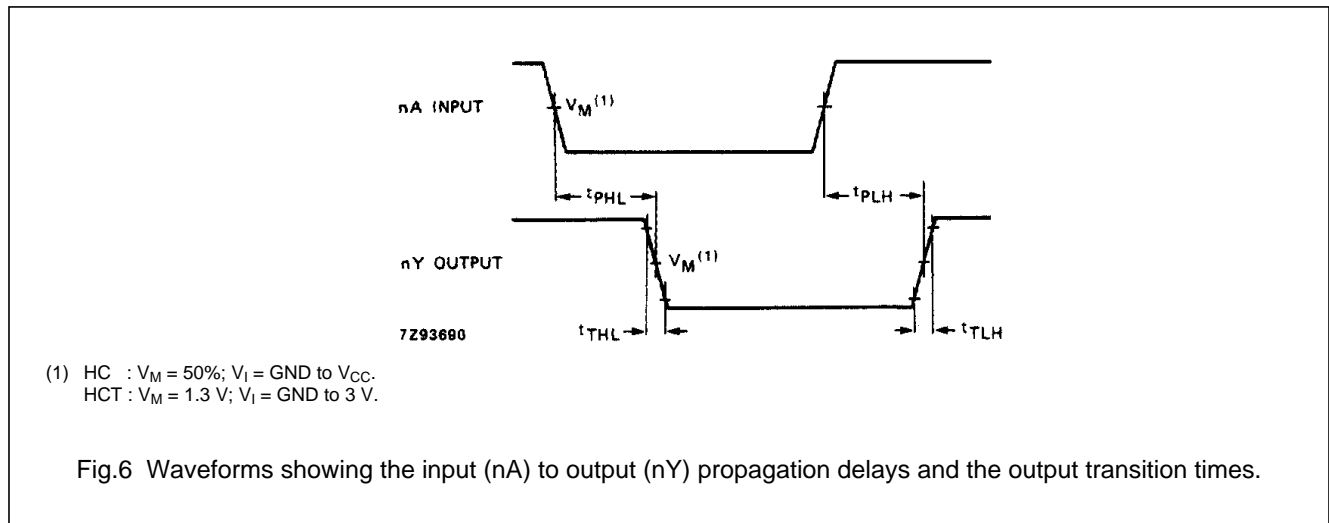 nA INPUT
VM(1)
tPHL
tPLH
nY OUTPUT
VM(1)
7Z93690
tTHL
tTLH
(1) HC : VM = 50%; VI = GND to VCC.
HCT : VM = 1.3 V; VI = GND to 3 V.
Fig.6 Waveforms showing the input (nA) to output (nY) propagation delays and the output transition times.